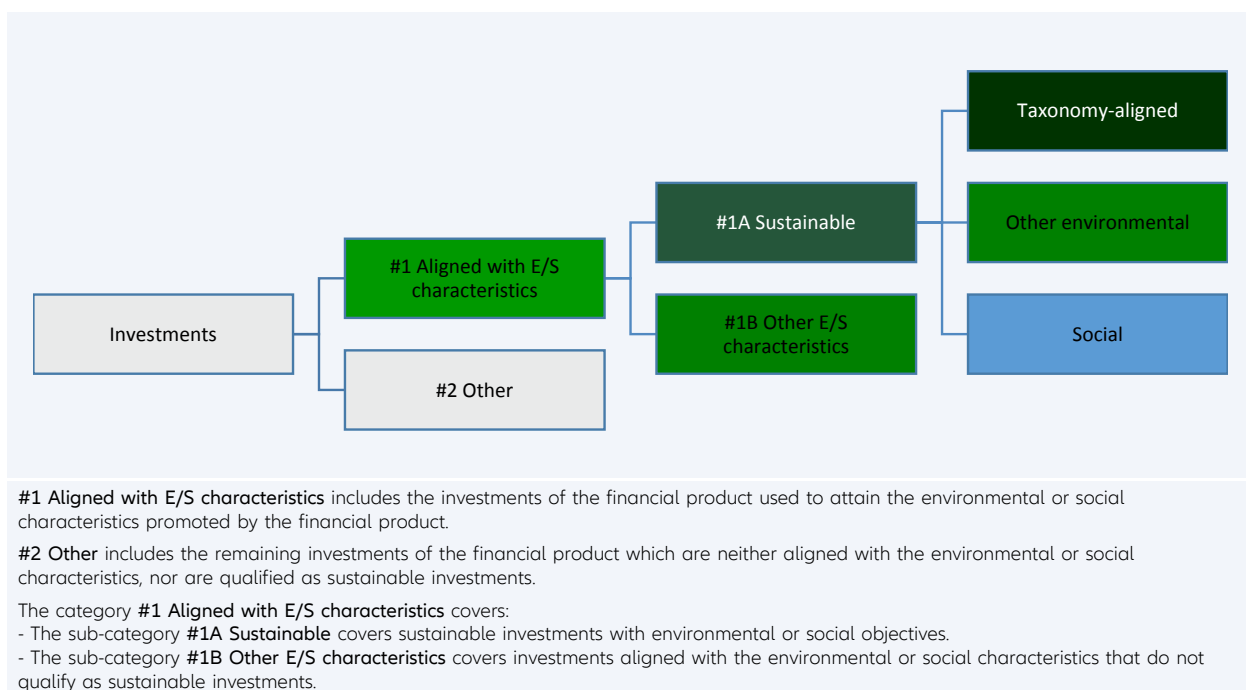 Taxonomy-aligned
#1A Sustainable
Other environmental
#1 Aligned with E/S
characteristics
Investments
#1B Other E/S
characteristics
Social
#2 Other
#1 Aligned with E/S characteristics includes the investments of the financial product used to attain the environmental or social
characteristics promoted by the financial product.
#2 Other includes the remaining investments of the financial product which are neither aligned with the environmental or social
characteristics, nor are qualified as sustainable investments.
The category #1 Aligned with E/S characteristics covers:
- The sub-category #1A Sustainable covers sustainable investments with environmental or social objectives.
- The sub-category #1B Other E/S characteristics covers investments aligned with the environmental or social characteristics that do not
qualify as sustainable investments.